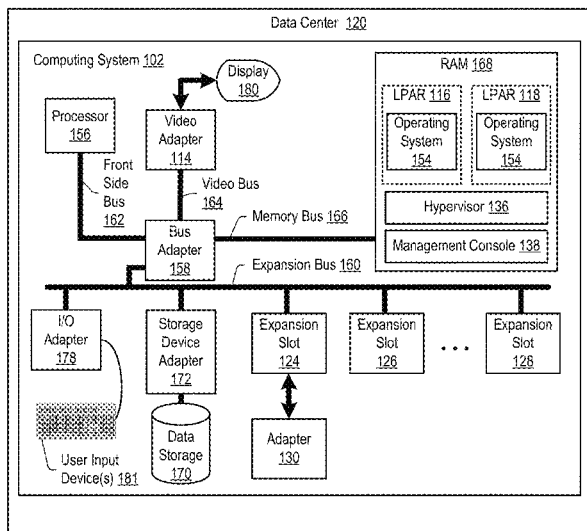 Data Center 120
Computing System 102
Display
180
RAM 168
LPAR 116
LPAR 118
Operating
System
154
Operating
System
154
Hypervisor 136
Management Console 138
Processor
156
Video
Adapter
114
Front
Side
Bus
162
Video Bus
164
Memory Bus 166
Bus
Adapter
158
Expansion Bus 160
I/O
Adapter
178
Storage
Device
Adapter
172
Expansion
Slot
124
Expansion
Slot
126
...
Expansion
Slot
128
User Input
Device(s) 181
Data
Storage
170
Adapter
130